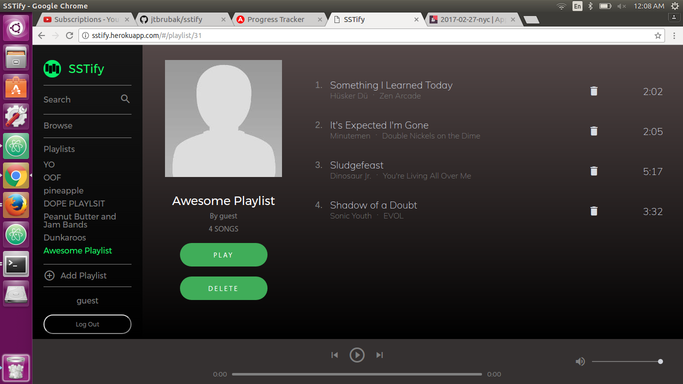 SSTify - Google Chrome
En
12:08 AM
Subscriptions - You
jtbrubak/sstify
Progress Tracker
SSTify
2017-02-27-nyc | Ap
sstify.herokuapp.com/#/playlist/31
SSTify
Search
Browse
Playlists
YO
OOF
pineapple
DOPE PLAYLSIT
Peanut Butter and
Jam Bands
Dunkaroos
Awesome Playlist
Add Playlist
guest
Log Out
Awesome Playlist
By guest
4 SONGS
PLAY
DELETE
1. Something I Learned Today 2:02
Hüsker Dü · Zen Arcade
2. It's Expected I'm Gone 2:05
Minutemen · Double Nickels on the Dime
3. Sludgefeast 5:17
Dinosaur Jr. · You're Living All Over Me
4. Shadow of a Doubt 3:32
Sonic Youth · EVOL
0:00 0:00